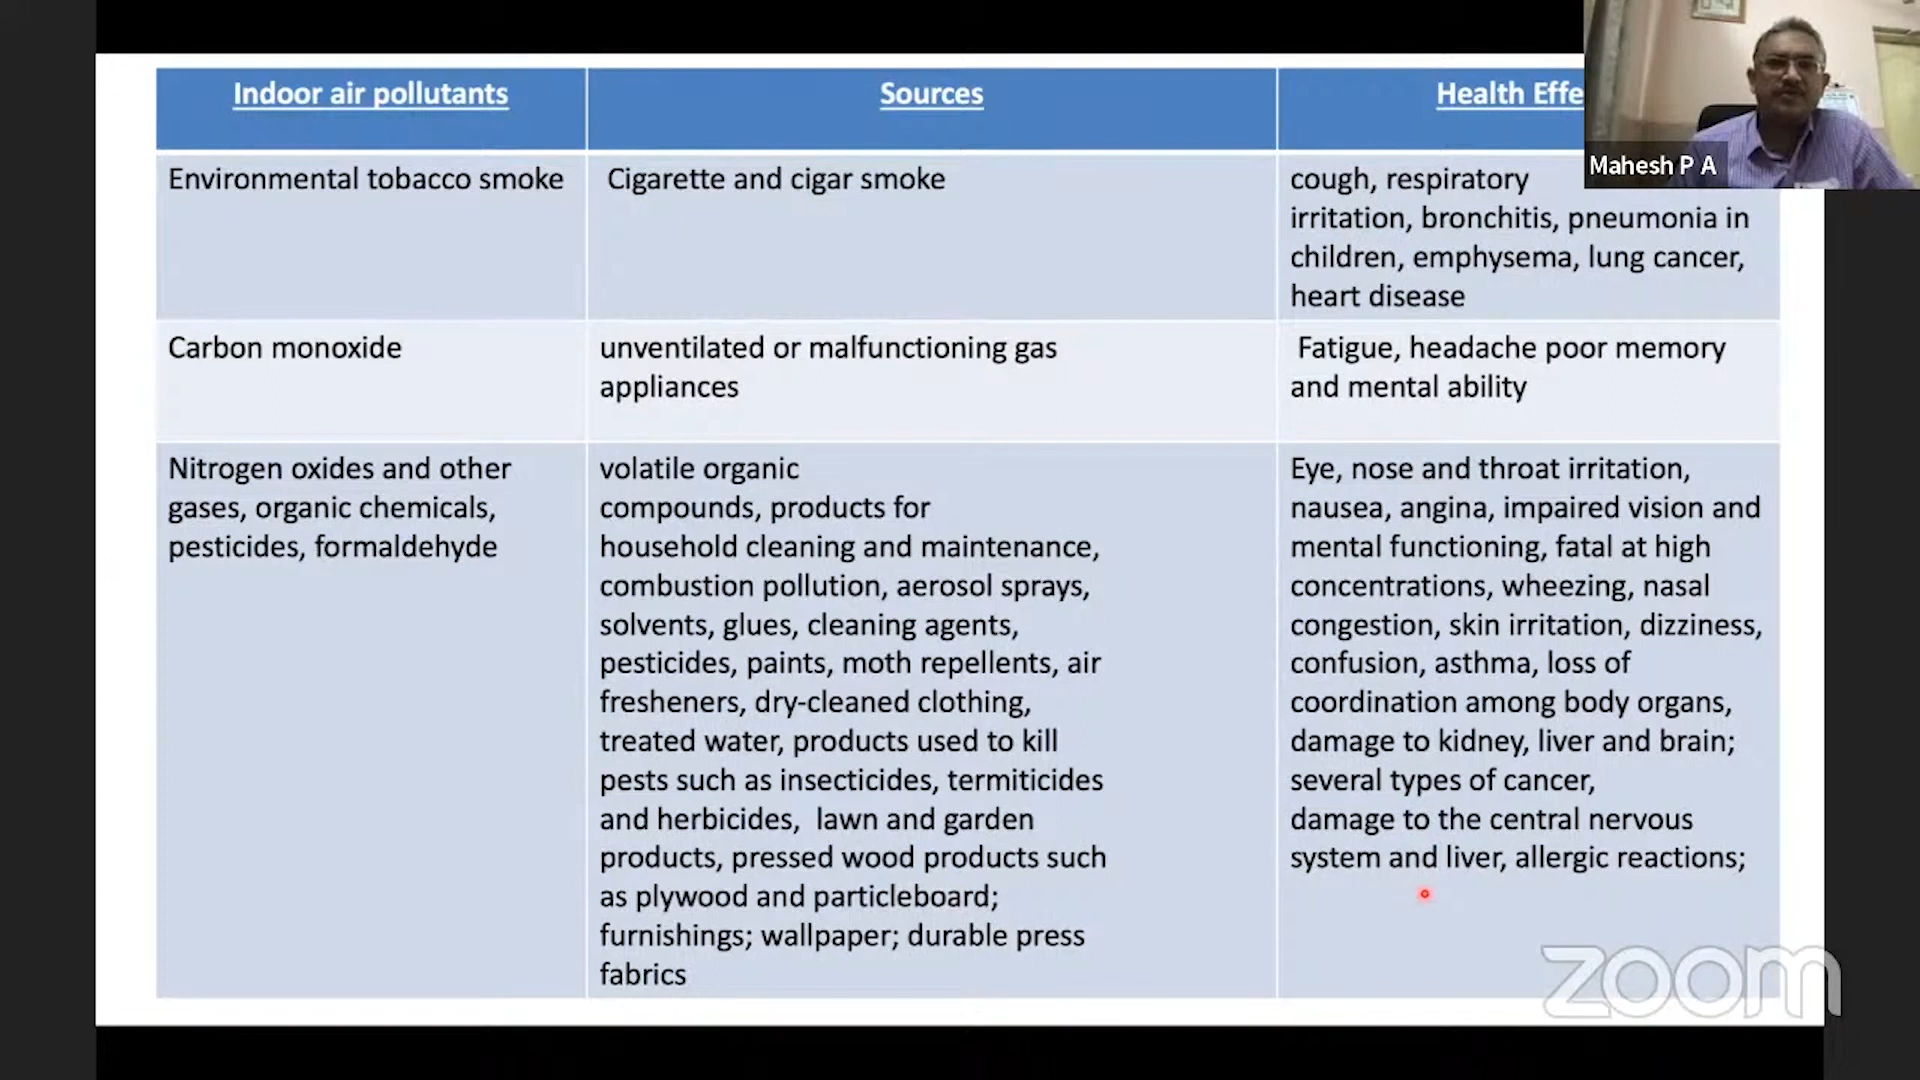 Indoor air pollutants
Sources
Health Effe
Mahesh P A
Environmental tobacco smoke
Cigarette and cigar smoke
cough, respiratory
irritation, bronchitis, pneumonia in
children, emphysema, lung cancer,
heart disease
Carbon monoxide
unventilated or malfunctioning gas
appliances
Fatigue, headache poor memory
and mental ability
Nitrogen oxides and other
gases, organic chemicals,
pesticides, formaldehyde
volatile organic
compounds, products for
household cleaning and maintenance,
combustion pollution, aerosol sprays,
solvents, glues, cleaning agents,
pesticides, paints, moth repellents, air
fresheners, dry-cleaned clothing,
treated water, products used to kill
pests such as insecticides, termiticides
and herbicides, lawn and garden
products, pressed wood products such
as plywood and particleboard;
furnishings; wallpaper; durable press
fabrics
Eye, nose and throat irritation,
nausea, angina, impaired vision and
mental functioning, fatal at high
concentrations, wheezing, nasal
congestion, skin irritation, dizziness,
confusion, asthma, loss of
coordination among body organs,
damage to kidney, liver and brain;
several types of cancer,
damage to the central nervous
system and liver, allergic reactions;
zoom